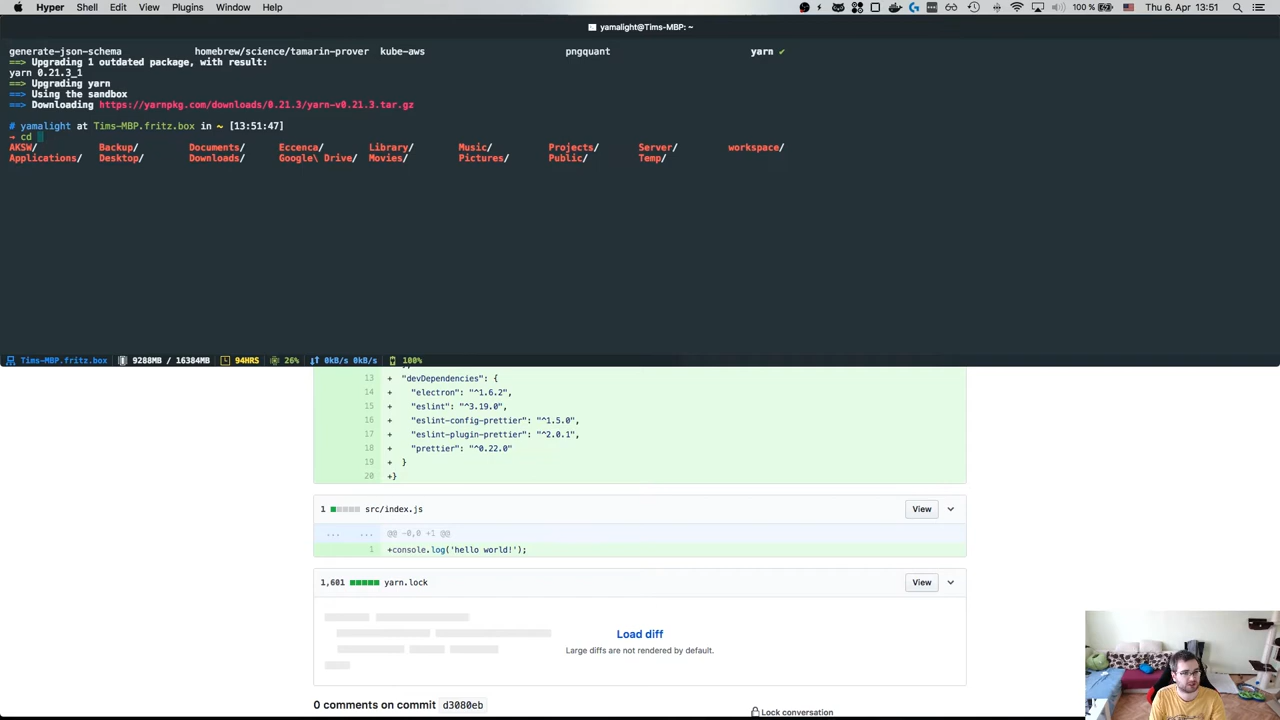 Hyper Shell Edit View Plugins Window Help 100 % Thu 6. Apr 13:51
yamalight@Tims-MBP: ~
generate-json-schema homebrew/science/tamarin-prover kube-aws pngquant yarn ✔
==> Upgrading 1 outdated package, with result:
yarn 0.21.3_1
==> Upgrading yarn
==> Using the sandbox
==> Downloading https://yarnpkg.com/downloads/0.21.3/yarn-v0.21.3.tar.gz
# yamalight at Tims-MBP.fritz.box in ~ [13:51:47]
→ cd
AKSW/ Backup/ Documents/ Eccenca/ Library/ Music/ Projects/ Server/ workspace/
Applications/ Desktop/ Downloads/ Google\ Drive/ Movies/ Pictures/ Public/ Temp/
Tims-MBP.fritz.box 9288MB / 16384MB 94HRS 26% 0kB/s 0kB/s 100%
13 + "devDependencies": {
14 + "electron": "^1.6.2",
15 + "eslint": "^3.19.0",
16 + "eslint-config-prettier": "^1.5.0",
17 + "eslint-plugin-prettier": "^2.0.1",
18 + "prettier": "^0.22.0"
19 + }
20 +}
1 src/index.js View
... ... @@ -0,0 +1 @@
1 +console.log('hello world!');
1,601 yarn.lock View
Load diff
Large diffs are not rendered by default.
0 comments on commit d3080eb
Lock conversation